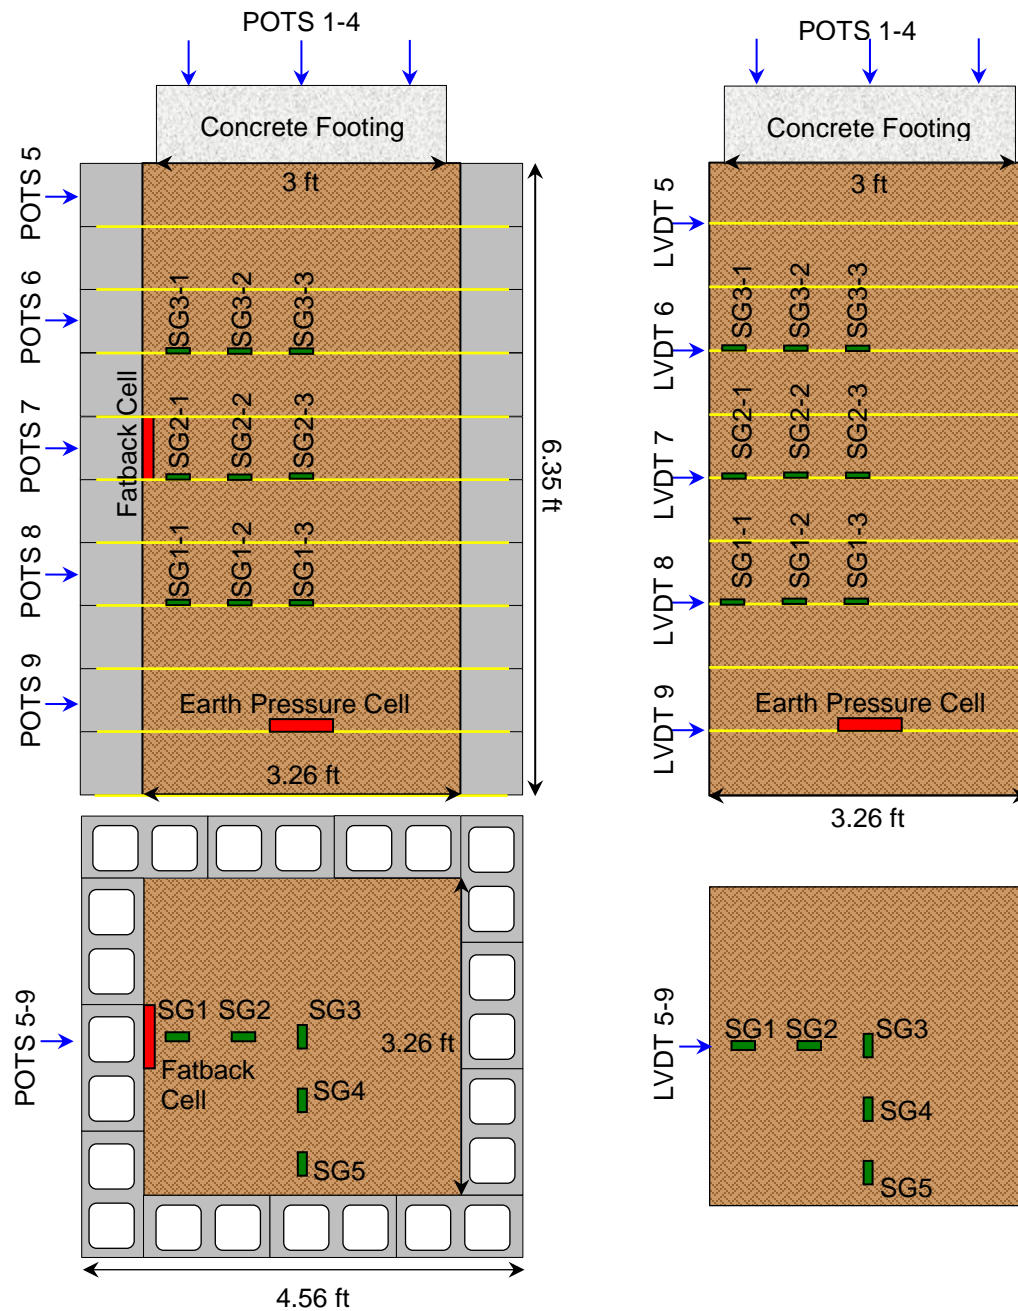 POTS 1-4
Concrete Footing
3 ft
POTS 5
POTS 6
POTS 7
POTS 8
POTS 9
SG3-1
SG3-2
SG3-3
Fatback Cell
SG2-1
SG2-2
SG2-3
SG1-1
SG1-2
SG1-3
6.35 ft
Earth Pressure Cell
3.26 ft
POTS 1-4
Concrete Footing
3 ft
LVDT 5
LVDT 6
LVDT 7
LVDT 8
LVDT 9
SG3-1
SG3-2
SG3-3
SG2-1
SG2-2
SG2-3
SG1-1
SG1-2
SG1-3
Earth Pressure Cell
3.26 ft
POTS 5-9
SG1
SG2
SG3
3.26 ft
Fatback
Cell
SG4
SG5
4.56 ft
LVDT 5-9
SG1
SG2
SG3
SG4
SG5